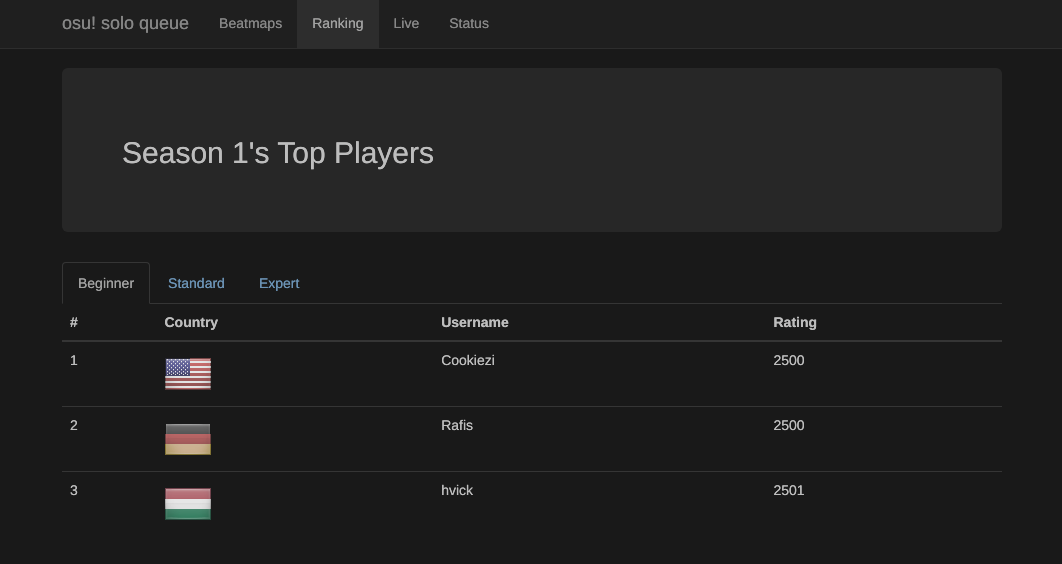 osu! solo queue Beatmaps Ranking Live Status
Season 1's Top Players
Beginner Standard Expert
# Country Username Rating
1 Cookiezi 2500
2 Rafis 2500
3 hvick 2501